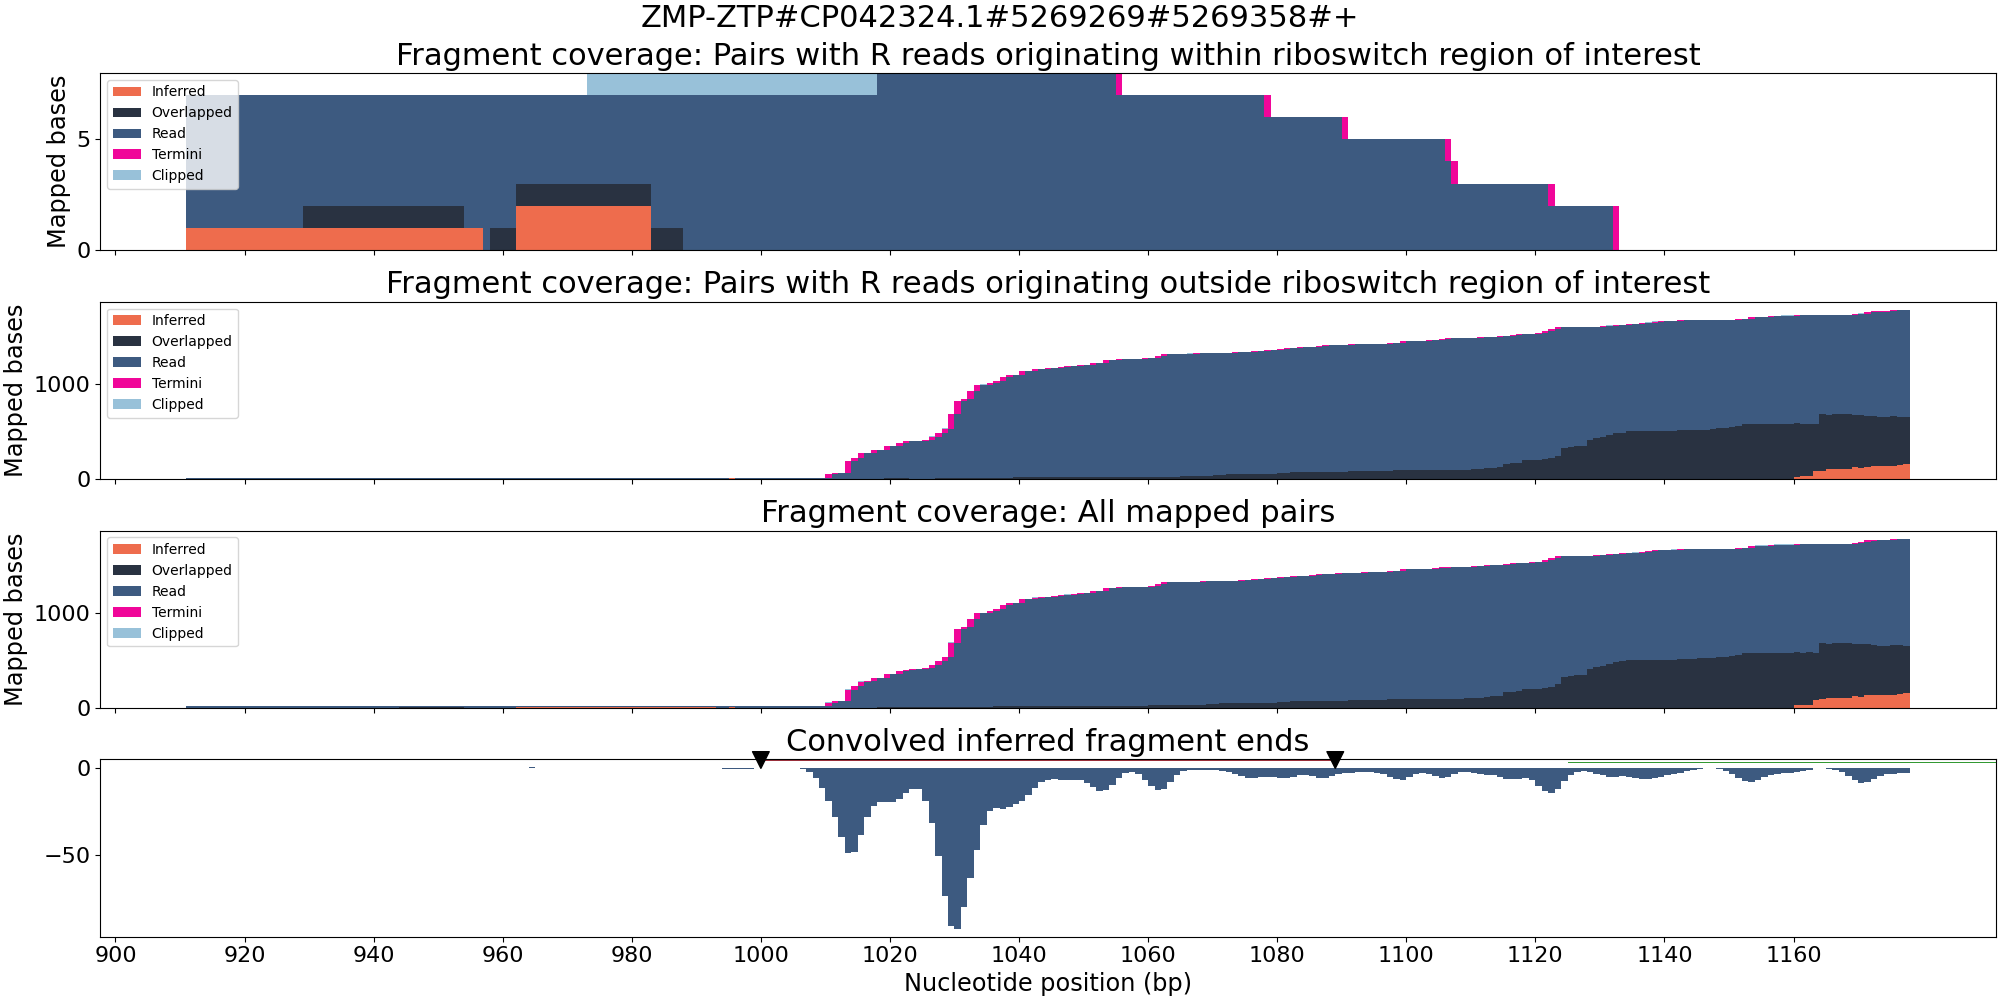 ZMP-ZTP#CP042324.1#5269269#5269358#+
Fragment coverage: Pairs with R reads originating within riboswitch region of interest
Mapped bases
5
0
Inferred
Overlapped
Read
Termini
Clipped
Fragment coverage: Pairs with R reads originating outside riboswitch region of interest
Mapped bases
1000
0
Inferred
Overlapped
Read
Termini
Clipped
Fragment coverage: All mapped pairs
Mapped bases
1000
0
Inferred
Overlapped
Read
Termini
Clipped
Convolved inferred fragment ends
0
−50
900 920 940 960 980 1000 1020 1040 1060 1080 1100 1120 1140 1160
Nucleotide position (bp)